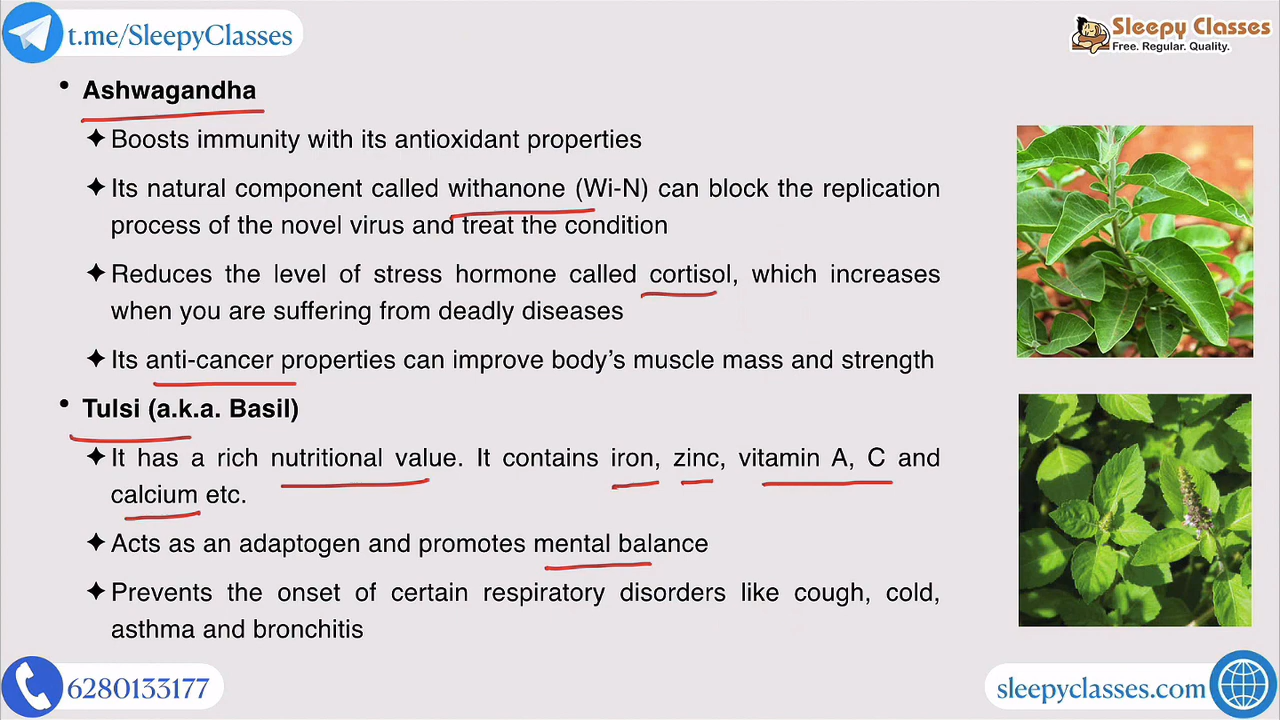 t.me/SleepyClasses
Sleepy Classes
Free. Regular. Quality.
• Ashwagandha
✦ Boosts immunity with its antioxidant properties
✦ Its natural component called withanone (Wi-N) can block the replication
process of the novel virus and treat the condition
✦ Reduces the level of stress hormone called cortisol, which increases
when you are suffering from deadly diseases
✦ Its anti-cancer properties can improve body’s muscle mass and strength
• Tulsi (a.k.a. Basil)
✦ It has a rich nutritional value. It contains iron, zinc, vitamin A, C and
calcium etc.
✦ Acts as an adaptogen and promotes mental balance
✦ Prevents the onset of certain respiratory disorders like cough, cold,
asthma and bronchitis
6280133177
sleepyclasses.com